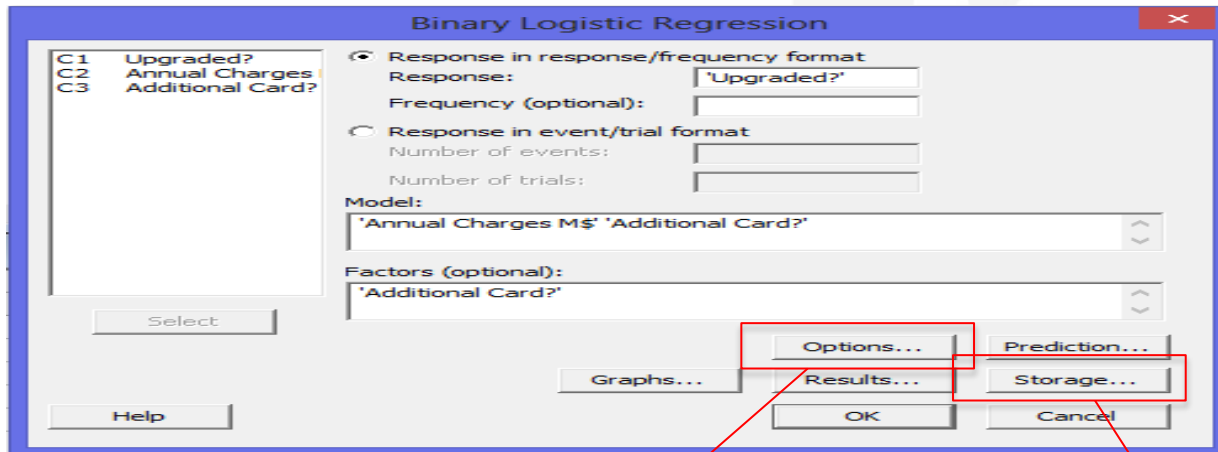 Binary Logistic Regression
C1 Upgraded?
C2 Annual Charges
C3 Additional Card?
Response in response/frequency format
Response: 'Upgraded?'
Frequency (optional):
Response in event/trial format
Number of events:
Number of trials:
Model:
'Annual Charges M$' 'Additional Card?'
Factors (optional):
'Additional Card?'
Select
Options... Prediction...
Graphs... Results... Storage...
Help OK Cancel